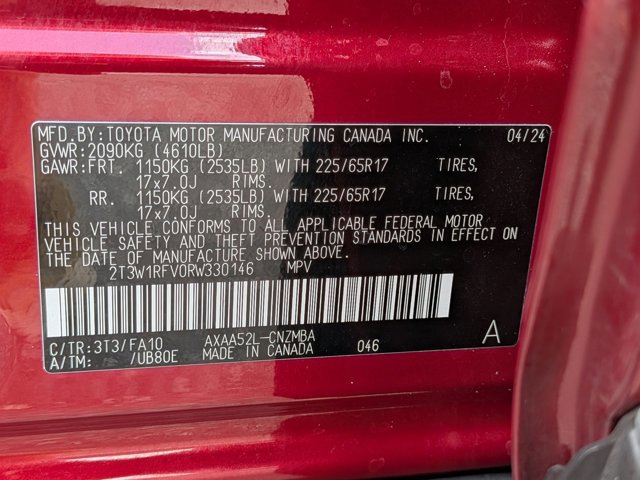 MFD.BY:TOYOTA MOTOR MANUFACTURING CANADA INC. 04/24
GVWR:2090KG (4610LB)
GAWR:FRT. 1150KG (2535LB) WITH 225/65R17 TIRES,
17x7.0J RIMS.
RR. 1150KG (2535LB) WITH 225/65R17 TIRES,
17x7.0J RIMS.
THIS VEHICLE CONFORMS TO ALL APPLICABLE FEDERAL MOTOR
VEHICLE SAFETY AND THEFT PREVENTION STANDARDS IN EFFECT ON
THE DATE OF MANUFACTURE SHOWN ABOVE.
2T3W1RFV0RW330146 MPV
C/TR:3T3/FA10 AXAA52L-CNZMBA
A/TM: /UB80E MADE IN CANADA 046 A